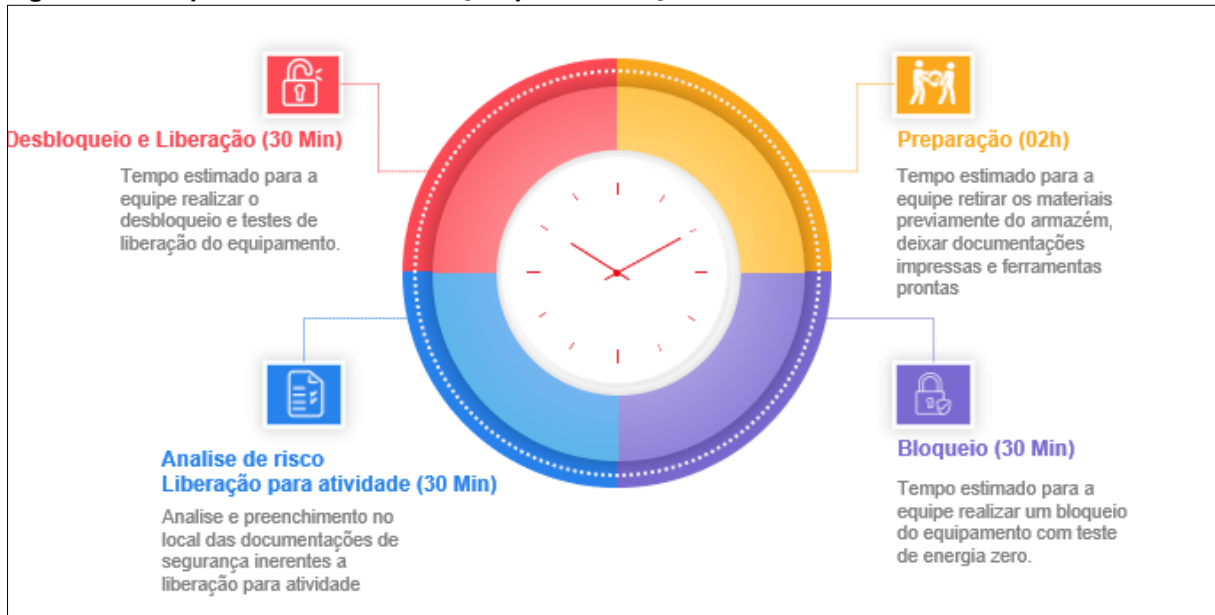 Desbloqueio e Liberação (30 Min)
Tempo estimado para a
equipe realizar o
desbloqueio e testes de
liberação do equipamento.
Preparação (02h)
Tempo estimado para a
equipe retirar os materiais
previamente do armazém,
deixar documentações
impressas e ferramentas
prontas
Analise de risco
Liberação para atividade (30 Min)
Analise e preenchimento no
local das documentações de
segurança inerentes a
liberação para atividade
Bloqueio (30 Min)
Tempo estimado para a
equipe realizar um bloqueio
do equipamento com teste
de energia zero.